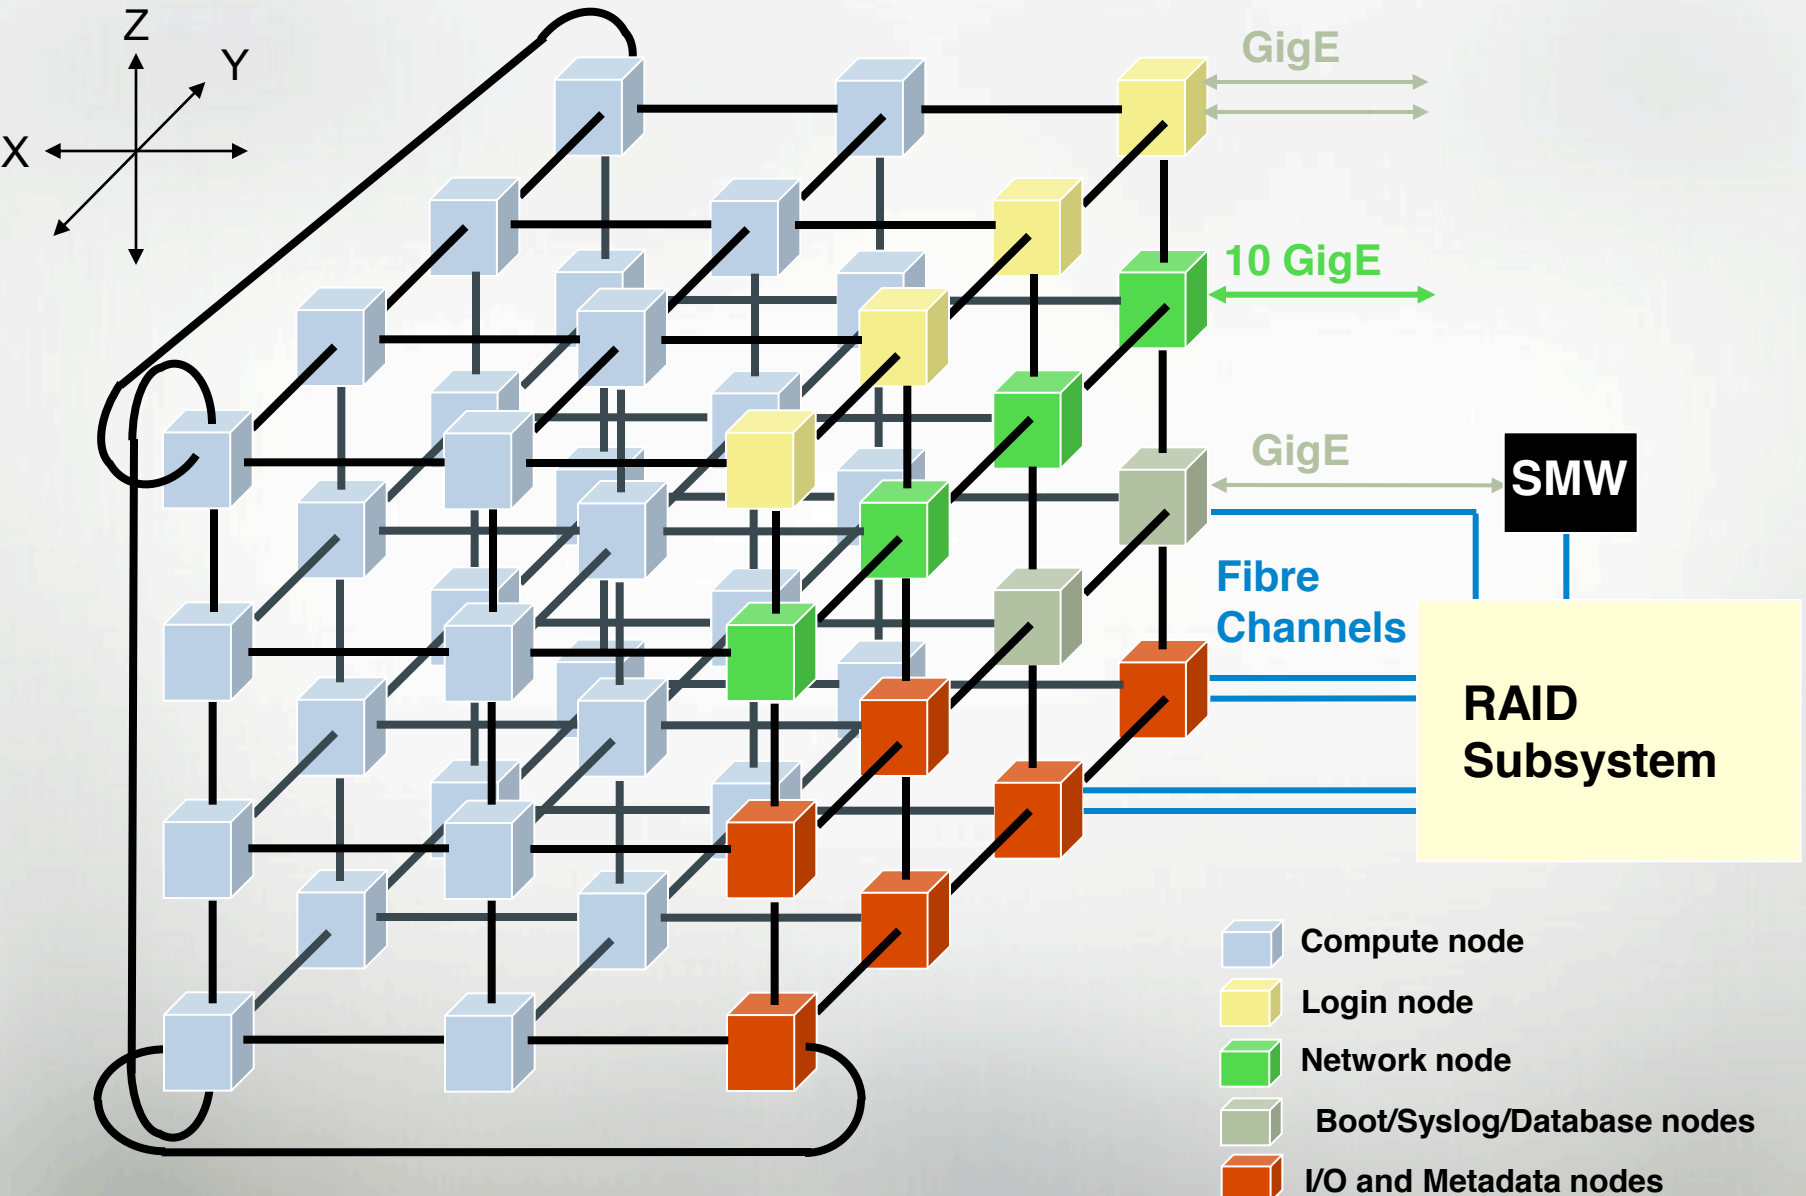 Z
Y
X
GigE
10 GigE
GigE
SMW
Fibre
Channels
RAID
Subsystem
Compute node
Login node
Network node
Boot/Syslog/Database nodes
I/O and Metadata nodes